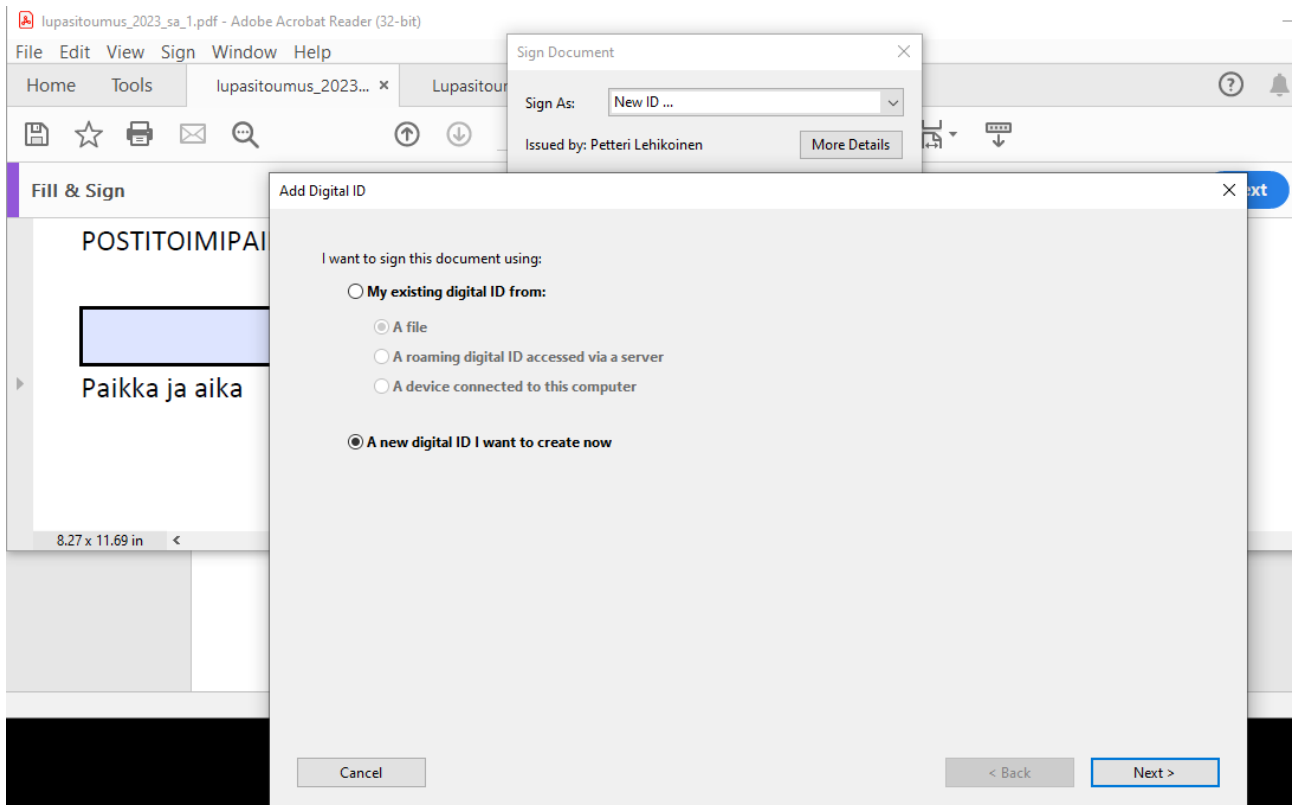 lupasitoumus_2023_sa_1.pdf - Adobe Acrobat Reader (32-bit)
File Edit View Sign Window Help
Home Tools lupasitoumus_2023... × Lupasitour
Sign Document
Sign As: New ID ...
Issued by: Petteri Lehikoinen More Details
Fill & Sign
xt
POSTITOIMIPAI
Paikka ja aika
8.27 x 11.69 in
Add Digital ID
I want to sign this document using:
My existing digital ID from:
A file
A roaming digital ID accessed via a server
A device connected to this computer
A new digital ID I want to create now
Cancel < Back Next >